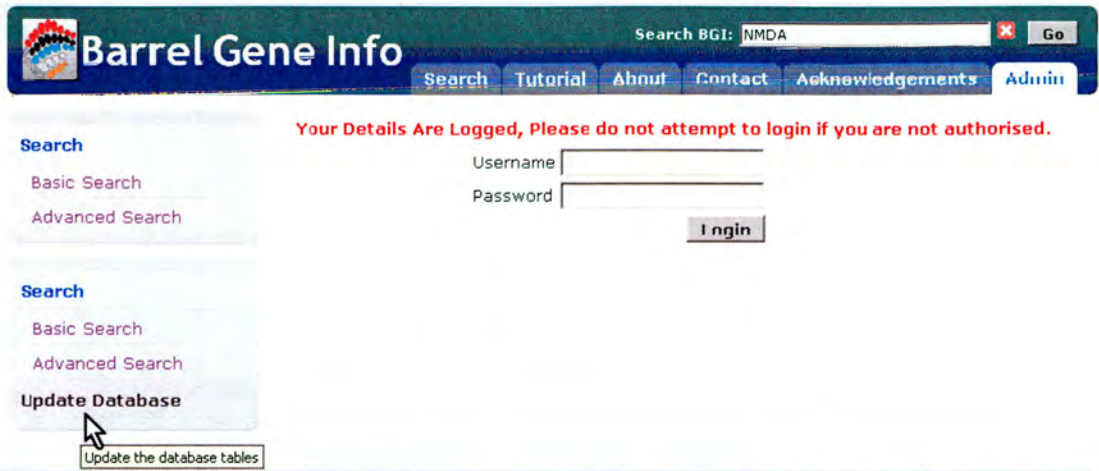 Barrel Gene Info
Search BGI: NMDA Go
Search Tutorial About Contact Acknowledgements Admin
Your Details Are Logged, Please do not attempt to login if you are not authorised.
Username
Password
Login
Search
Basic Search
Advanced Search
Search
Basic Search
Advanced Search
Update Database
Update the database tables